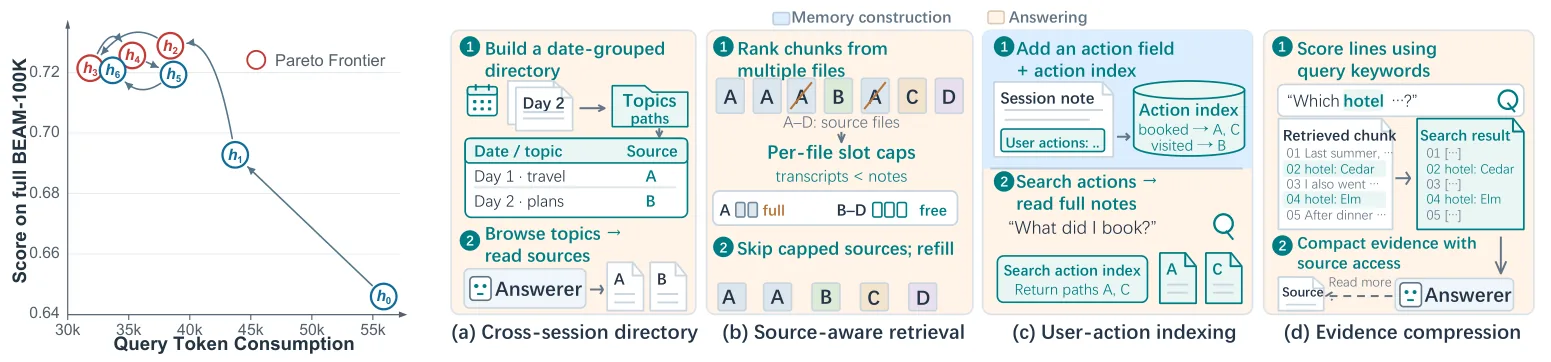 Score on full BEAM-100K
0.72
0.70
0.68
0.66
0.64
30k
35k
40k
45k
50k
55k
Query Token Consumption
Pareto Frontier
h3
h4
h2
h6
h5
h1
h0
Memory construction
Answering
1 Build a date-grouped
directory
Day 2
Topics
paths
Date / topic Source
Day 1 · travel A
Day 2 · plans B
2 Browse topics →
read sources
Answerer
A
B
(a) Cross-session directory
1 Rank chunks from
multiple files
A A A B A C D
A–D: source files
Per-file slot caps
transcripts < notes
A full B–D free
2 Skip capped sources; refill
A A B C D
(b) Source-aware retrieval
1 Add an action field
+ action index
Session note
User actions: ..
Action index
booked → A, C
visited → B
2 Search actions →
read full notes
“What did I book?”
Search action index
Return paths A, C
A
C
(c) User-action indexing
1 Score lines using
query keywords
“Which hotel ···?”
Retrieved chunk
01 Last summer, ···
02 hotel: Cedar
03 I also went ···
04 hotel: Elm
05 After dinner ···
Search result
01 [···]
02 hotel: Cedar
03 [···]
04 hotel: Elm
05 [···]
2 Compact evidence with
source access
Source
Read more
Answerer
(d) Evidence compression